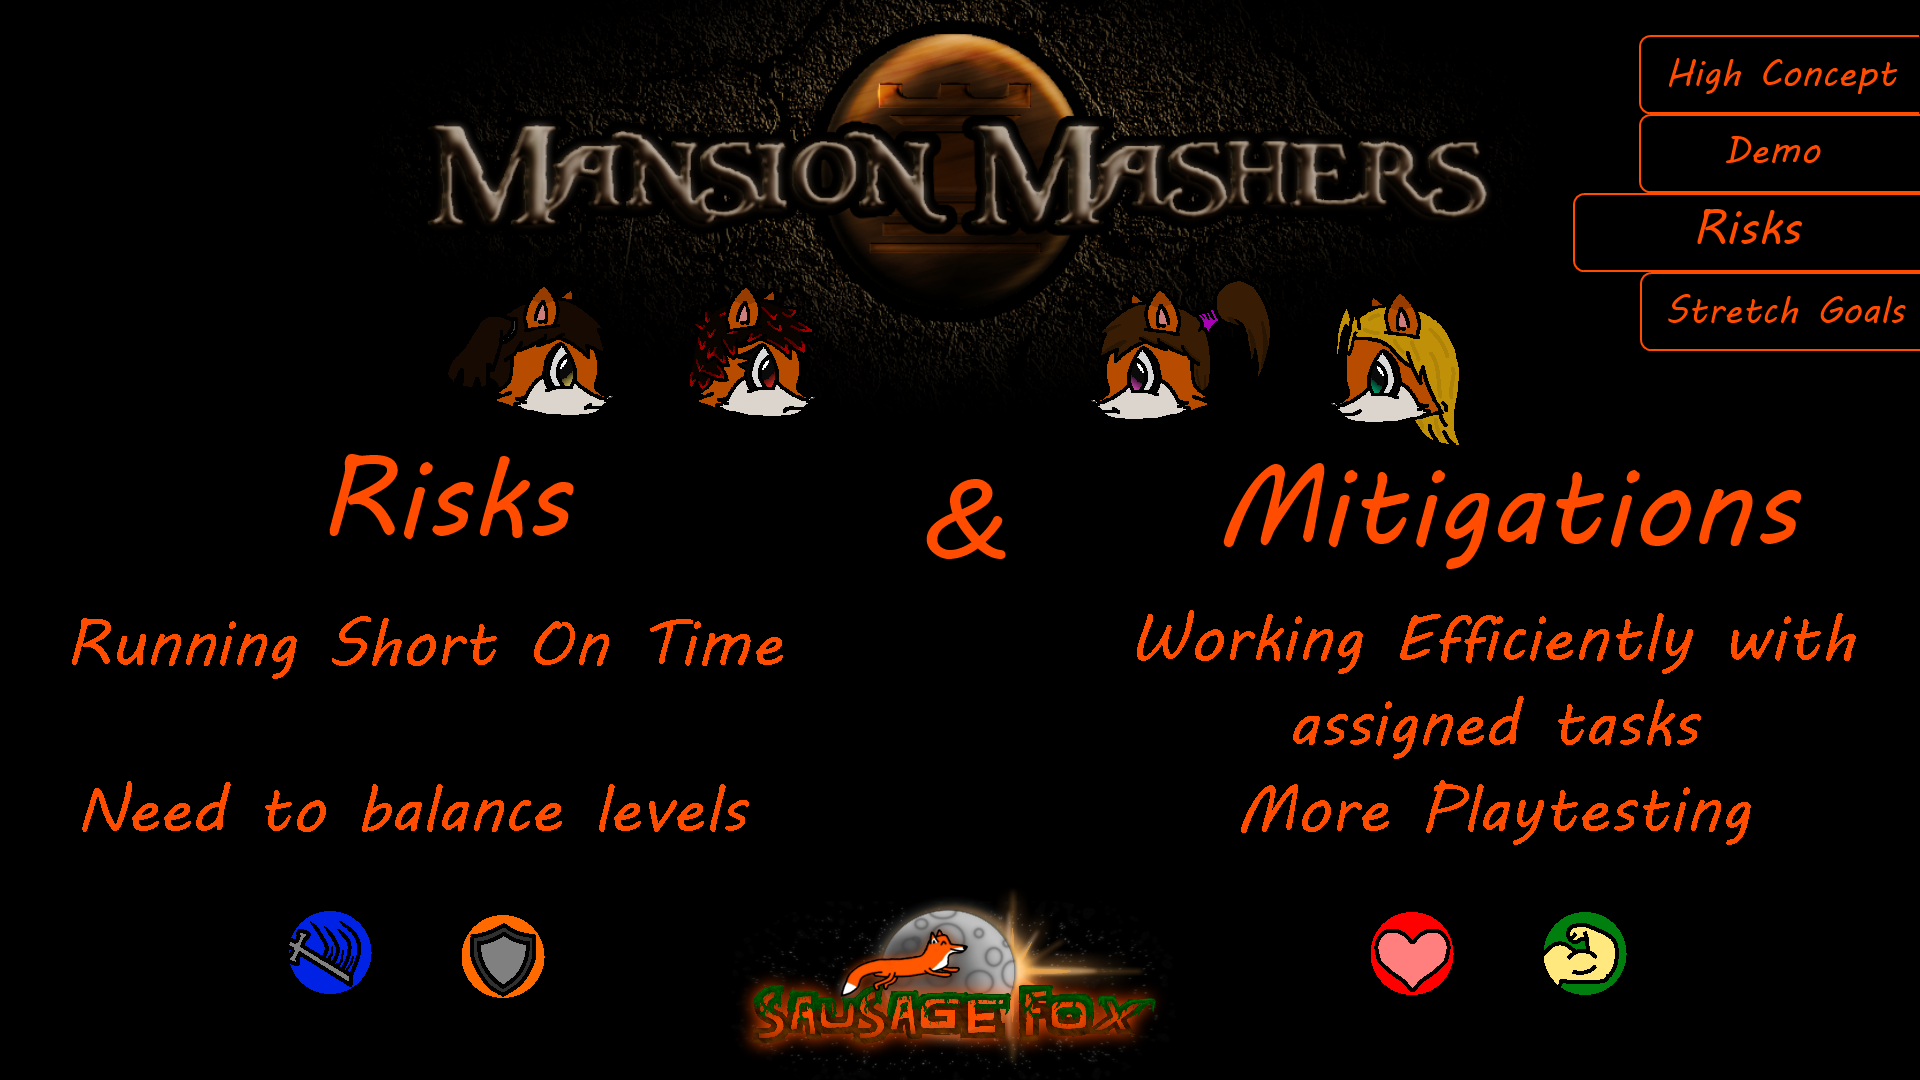 Mansion Mashers
High Concept
Demo
Risks
Stretch Goals
Risks & Mitigations
Running Short On Time
Working Efficiently with
assigned tasks
Need to balance levels
More Playtesting
Sausage Fox